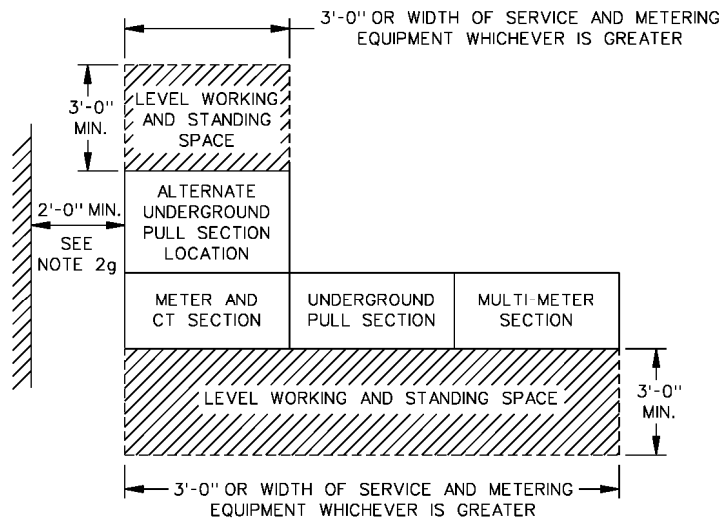 3'-0" OR WIDTH OF SERVICE AND METERING
EQUIPMENT WHICHEVER IS GREATER
3'-0"
MIN.
LEVEL WORKING
AND STANDING
SPACE
2'-0" MIN.
SEE
NOTE 2g
ALTERNATE
UNDERGROUND
PULL SECTION
LOCATION
METER AND
CT SECTION
UNDERGROUND
PULL SECTION
MULTI-METER
SECTION
LEVEL WORKING AND STANDING SPACE
3'-0"
MIN.
3'-0" OR WIDTH OF SERVICE AND METERING
EQUIPMENT WHICHEVER IS GREATER